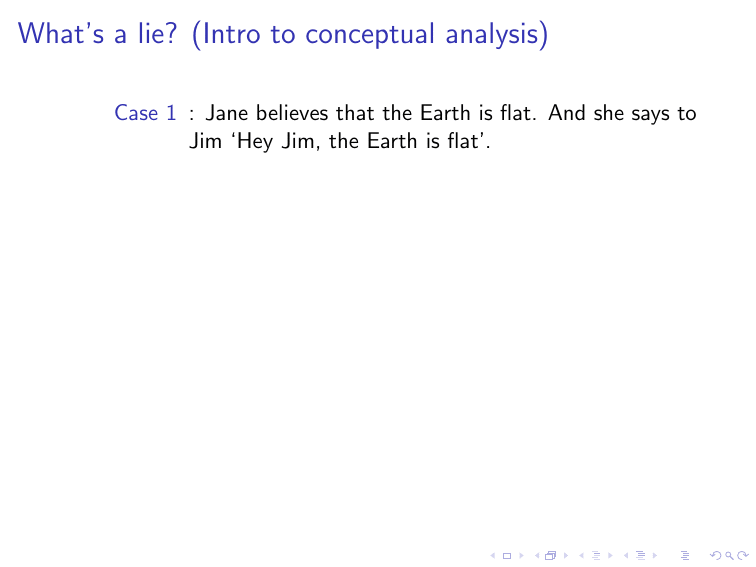 What's a lie? (Intro to conceptual analysis)
Case 1 : Jane believes that the Earth is flat. And she says to
Jim ‘Hey Jim, the Earth is flat’.